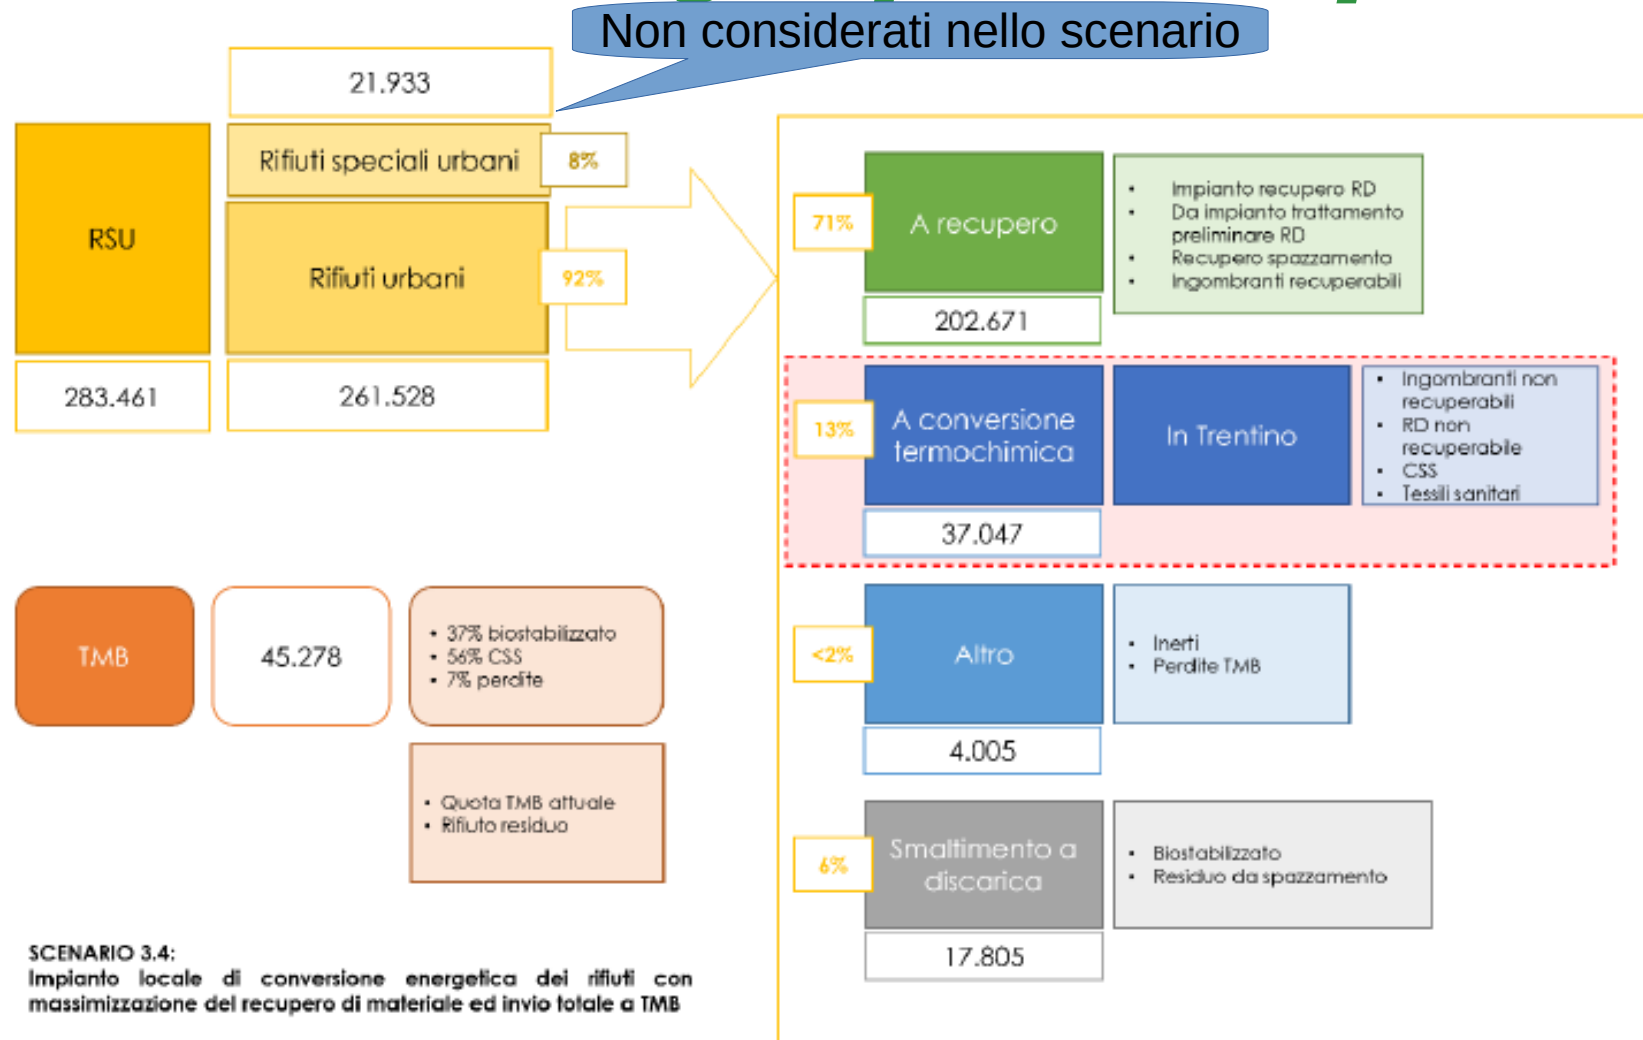 Non considerati nello scenario
21.933
Rifiuti speciali urbani
8%
RSU
Rifiuti urbani
92%
283.461
261.528
71%
A recupero
• Impianto recupero RD
• Da impianto trattamento
preliminare RD
• Recupero spazzamento
• Ingombranti recuperabili
202.671
13%
A conversione
termochimica
In Trentino
• Ingombranti non
recuperabili
• RD non
recuperabile
• CSS
• Tessili sanitari
37.047
TMB
45.278
• 37% biostabilizzato
• 56% CSS
• 7% perdite
<2%
Altro
• Inerti
• Perdite TMB
4.005
• Quota TMB attuale
• Rifiuto residuo
6%
Smaltimento a
discarica
• Biostabilizzato
• Residuo da spazzamento
17.805
SCENARIO 3.4:
Impianto locale di conversione energetica dei rifiuti con
massimizzazione del recupero di materiale ed invio totale a TMB